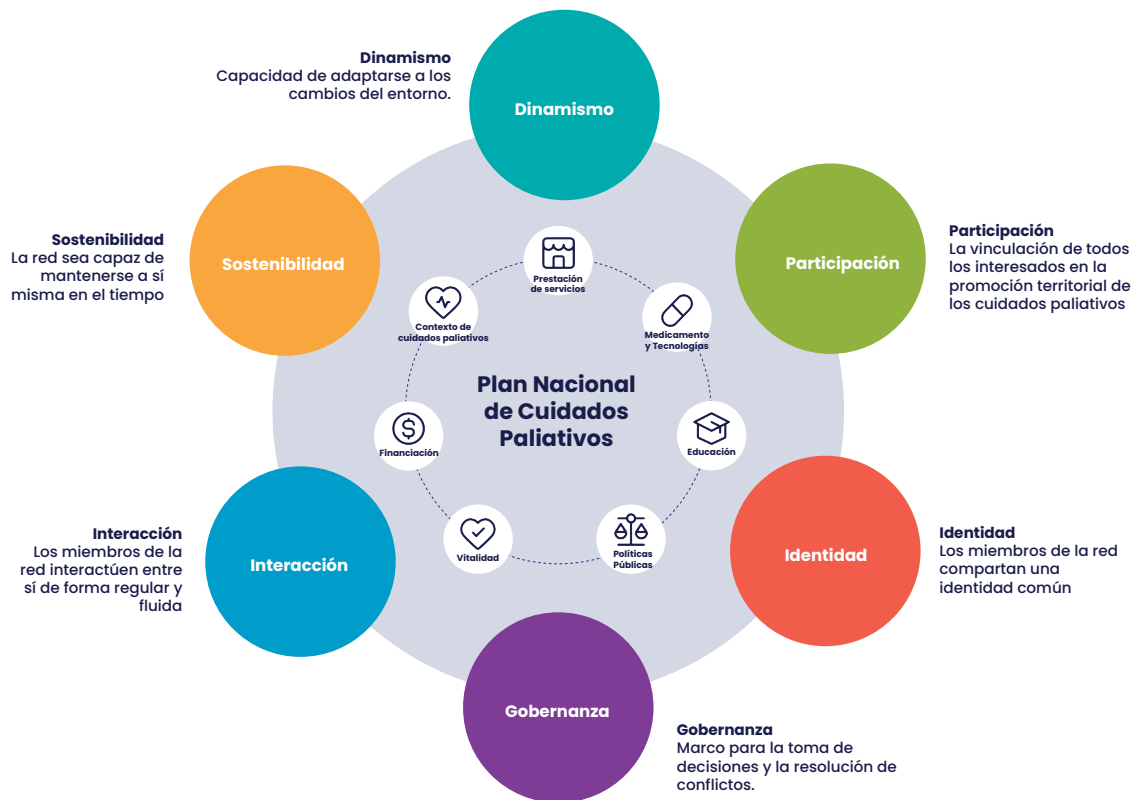 Dinamismo
Capacidad de adaptarse a los
cambios del entorno.
Dinamismo
Sostenibilidad
La red sea capaz de
mantenerse a sí
misma en el tiempo
Sostenibilidad
Participación
Participación
La vinculación de todos
los interesados en la
promoción territorial de
los cuidados paliativos
Prestación
de servicios
Contexto de
cuidados paliativos
Medicamento
y Tecnologías
Plan Nacional
de Cuidados
Paliativos
Financiación
Educación
Vitalidad
Políticas
Públicas
Interacción
Los miembros de la
red interactúen entre
sí de forma regular y
fluida
Interacción
Identidad
Identidad
Los miembros de la red
compartan una
identidad común
Gobernanza
Gobernanza
Marco para la toma de
decisiones y la resolución de
conflictos.